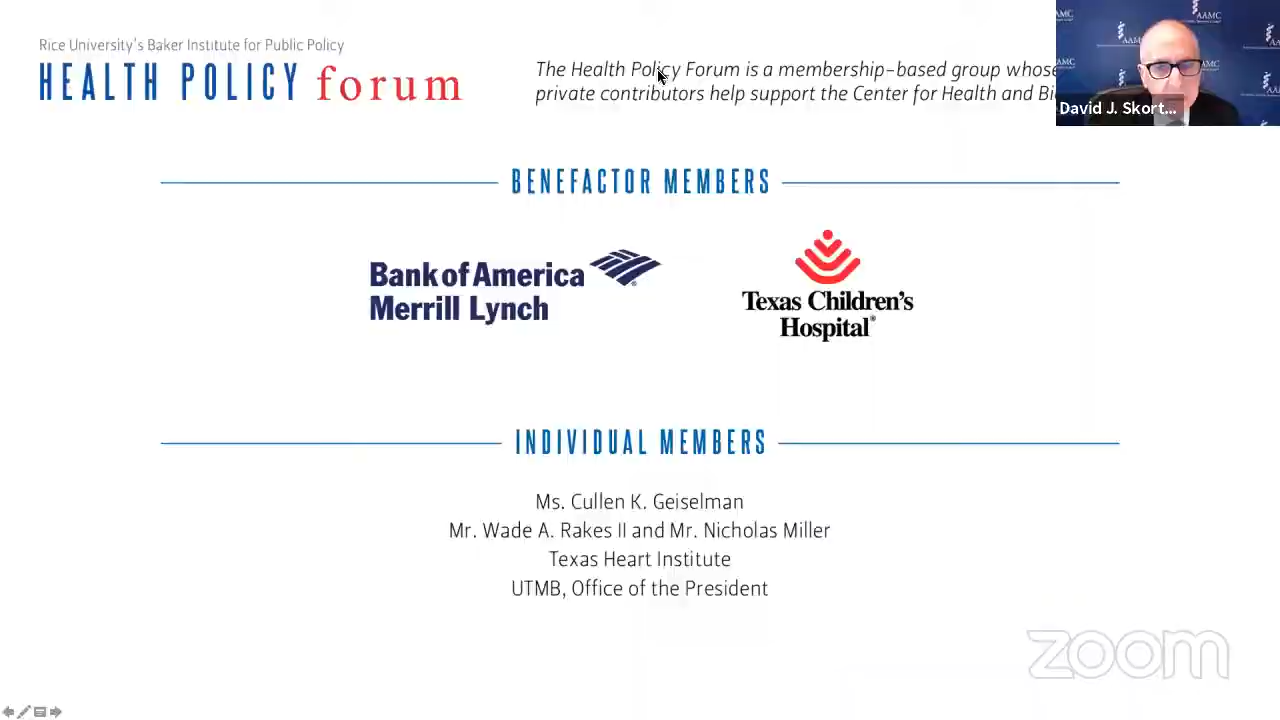 Rice University's Baker Institute for Public Policy
HEALTH POLICY forum
The Health Policy Forum is a membership-based group whose
private contributors help support the Center for Health and Bi
AAMC
David J. Skort...
BENEFACTOR MEMBERS
Bank of America
Merrill Lynch
Texas Children's
Hospital®
INDIVIDUAL MEMBERS
Ms. Cullen K. Geiselman
Mr. Wade A. Rakes II and Mr. Nicholas Miller
Texas Heart Institute
UTMB, Office of the President
zoom